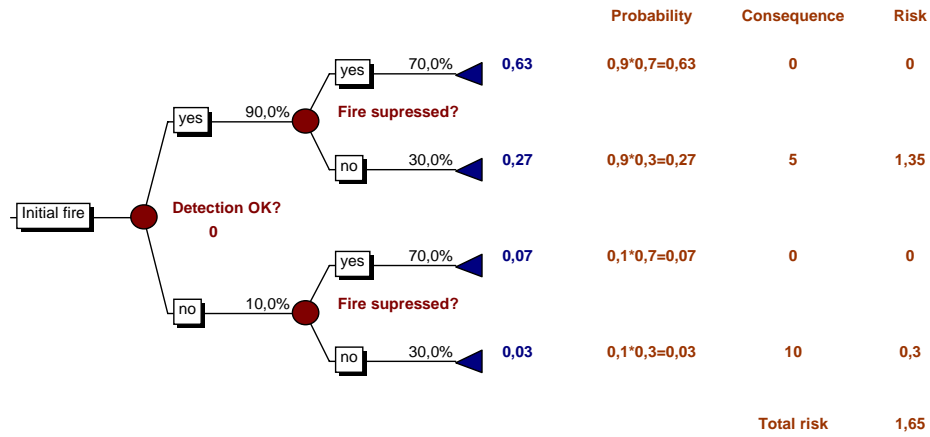 Probability Consequence Risk
yes 70,0% 0,63 0,9*0,7=0,63 0 0
yes 90,0% Fire supressed?
no 30,0% 0,27 0,9*0,3=0,27 5 1,35
Initial fire Detection OK?
0
yes 70,0% 0,07 0,1*0,7=0,07 0 0
no 10,0% Fire supressed?
no 30,0% 0,03 0,1*0,3=0,03 10 0,3
Total risk 1,65